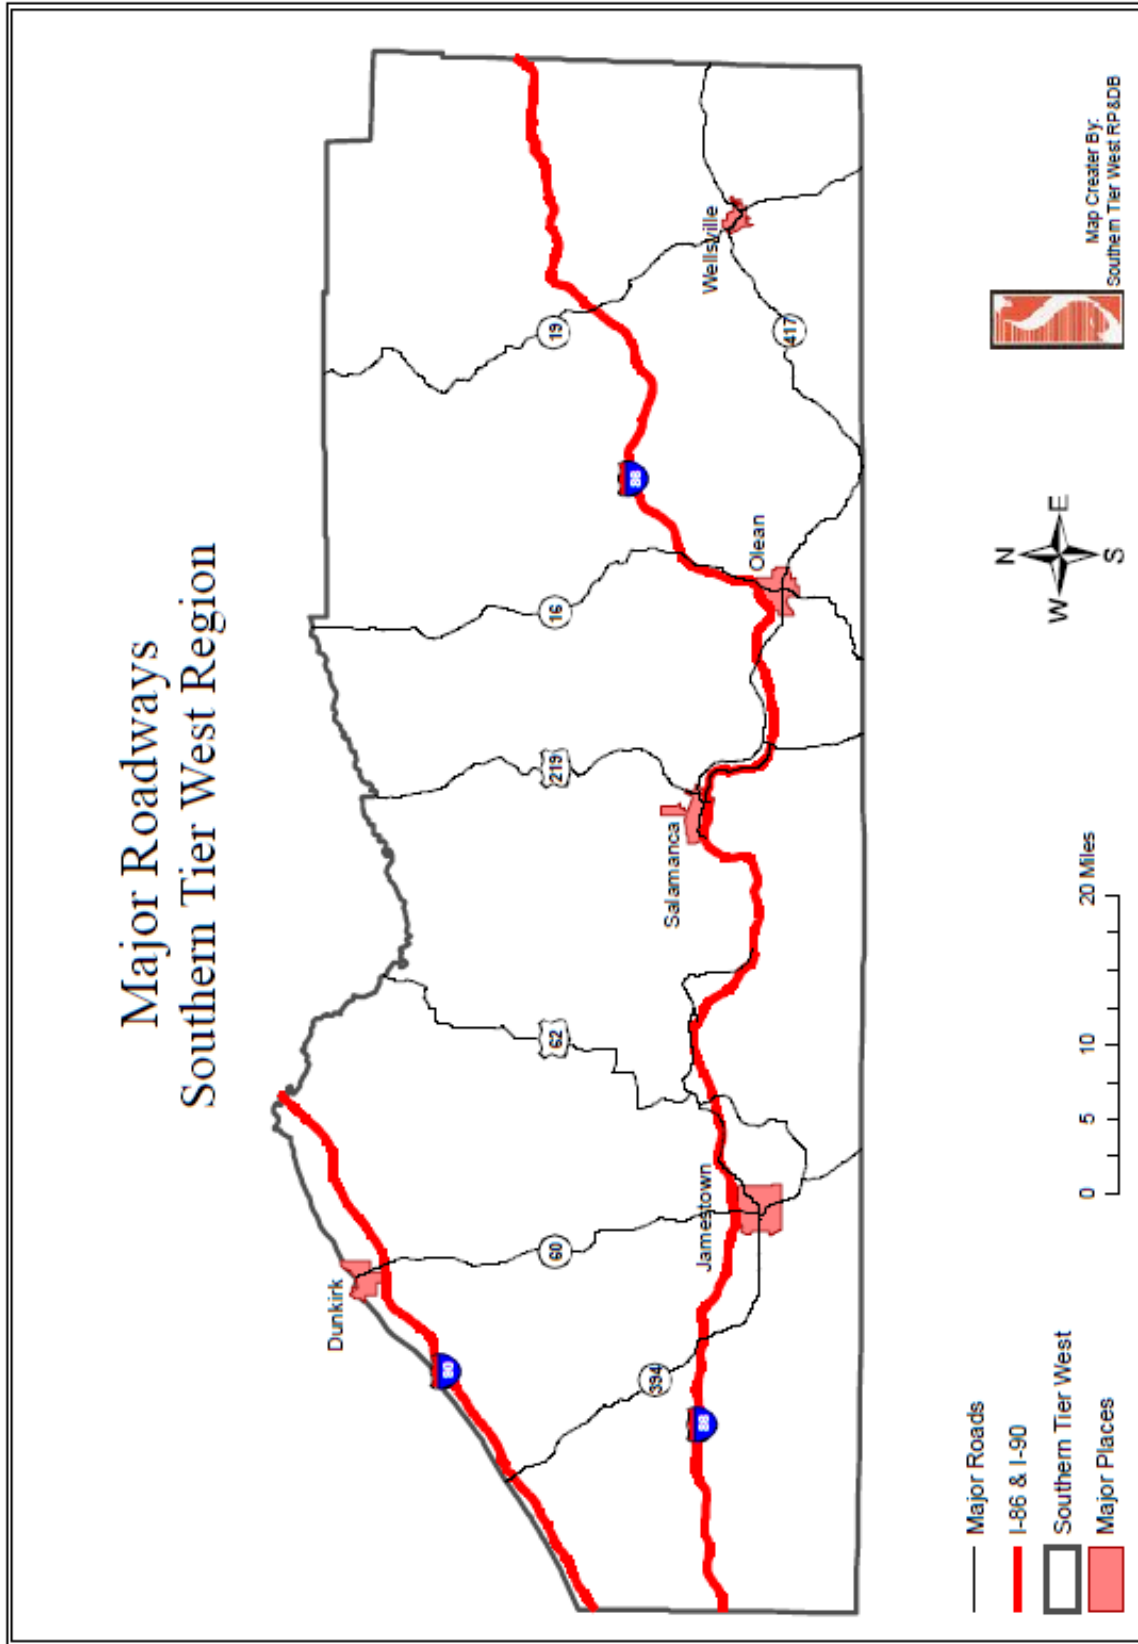 Major Roadways
Southern Tier West Region
Dunkirk
90
60
62
219
16
19
394
86
86
Jamestown
Salamanca
Olean
Wellsville
417
Major Roads
I-86 & I-90
Southern Tier West
Major Places
0 5 10 20 Miles
N
W E
S
Map Creater By:
Southern Tier West RP&DB